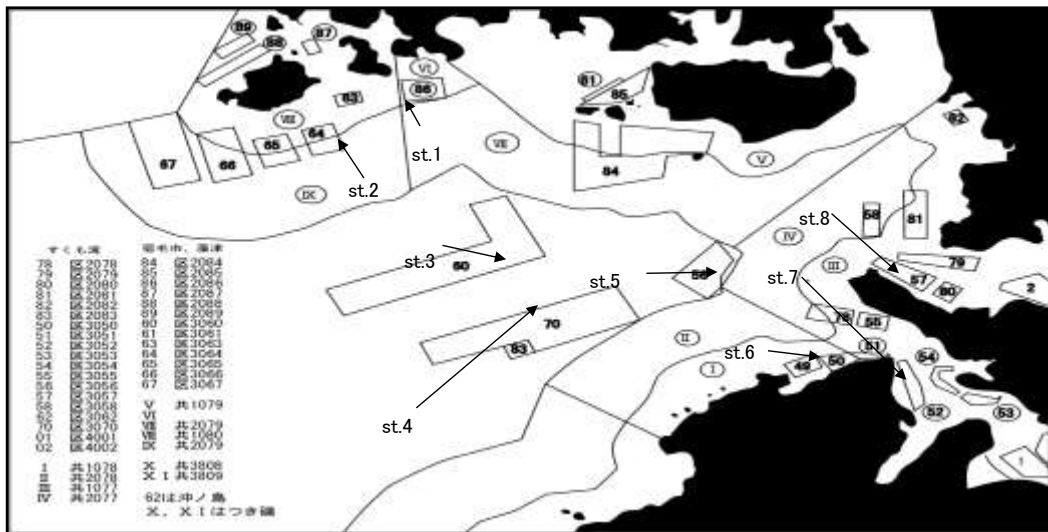 89
88
87
VI
86
81
85
63
82
VIII
64
65
66
67
st.1
VII
V
st.2
84
IX
58
81
st.8
IV
st.3
60
III
79
st.5
56
st.7
57
80
2
70
78
55
II
51
83
st.6
54
I
49
50
st.4
52
53
1
すくも湾
78 区2078
79 区2079
80 区2080
81 区2081
82 区2082
83 区2083
50 区3050
51 区3051
52 区3052
53 区3053
54 区3054
55 区3055
56 区3056
57 区3057
58 区3058
62 区3062
70 区3070
01 区4001
02 区4002
I 共1078
II 共2078
III 共1077
IV 共2077
84 区2084
85 区2085
86 区2086
87 区2087
88 区2088
89 区2089
60 区3060
61 区3061
63 区3063
64 区3064
65 区3065
66 区3066
67 区3067
V 共1079
VI
VII 共2079
VIII 共1080
IX 共2079
X 共3808
XI 共3809
62は沖ノ島
X，XIはつき磯